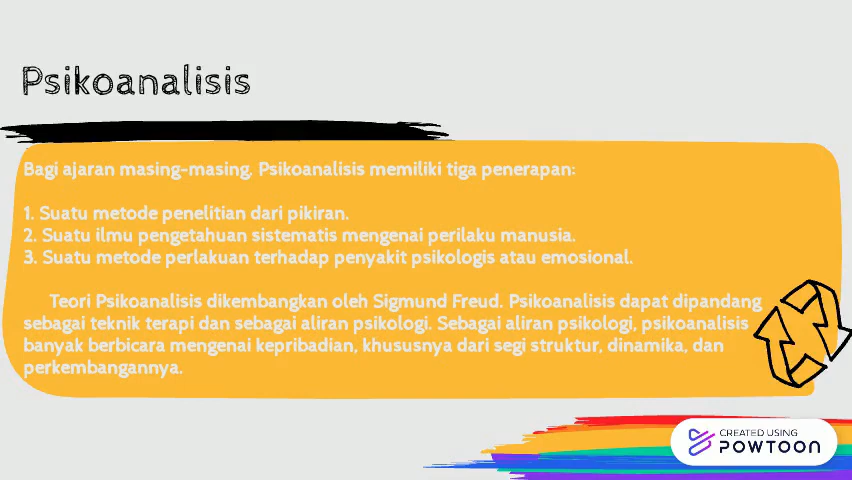 Psikoanalisis
Bagi ajaran masing-masing, Psikoanalisis memiliki tiga penerapan:
1. Suatu metode penelitian dari pikiran.
2. Suatu ilmu pengetahuan sistematis mengenai perilaku manusia.
3. Suatu metode perlakuan terhadap penyakit psikologis atau emosional.
Teori Psikoanalisis dikembangkan oleh Sigmund Freud. Psikoanalisis dapat dipandang
sebagai teknik terapi dan sebagai aliran psikologi. Sebagai aliran psikologi, psikoanalisis
banyak berbicara mengenai kepribadian, khususnya dari segi struktur, dinamika, dan
perkembangannya.
CREATED USING
POWTOON